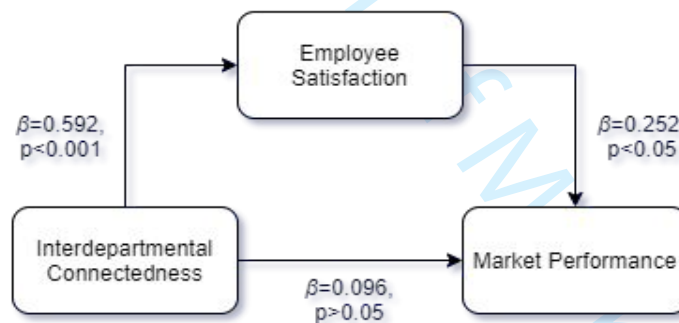 Employee
Satisfaction
β=0.592,
p<0.001
β=0.252
p<0.05
Interdepartmental
Connectedness
Market Performance
β=0.096,
p>0.05